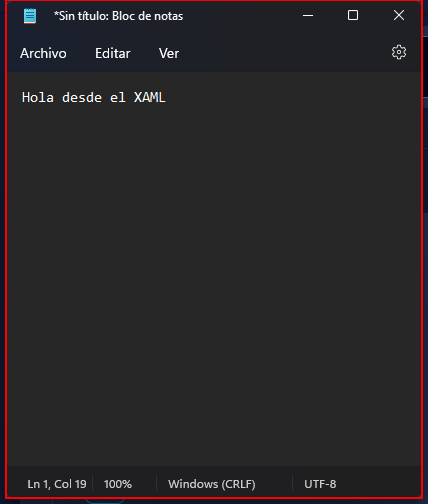 *Sin título: Bloc de notas
Archivo Editar Ver
Hola desde el XAML
Ln 1, Col 19 100% Windows (CRLF) UTF-8